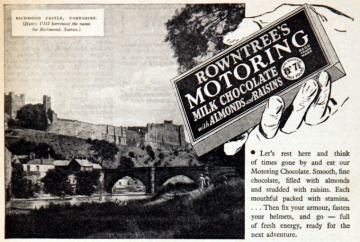 RICHMOND CASTLE, YORKSHIRE.
(Henry VIII borrowed the name
for Richmond, Surrey.)
ROWNTREE'S
MOTORING
MILK CHOCOLATE
with ALMONDS and RAISINS
● Let's rest here and think
of times gone by and eat our
Motoring Chocolate. Smooth, fine
chocolate, filled with almonds
and studded with raisins. Each
mouthful packed with stamina.
. . . Then fix your armour, fasten
your helmets, and go — full
of fresh energy, ready for the
next adventure.